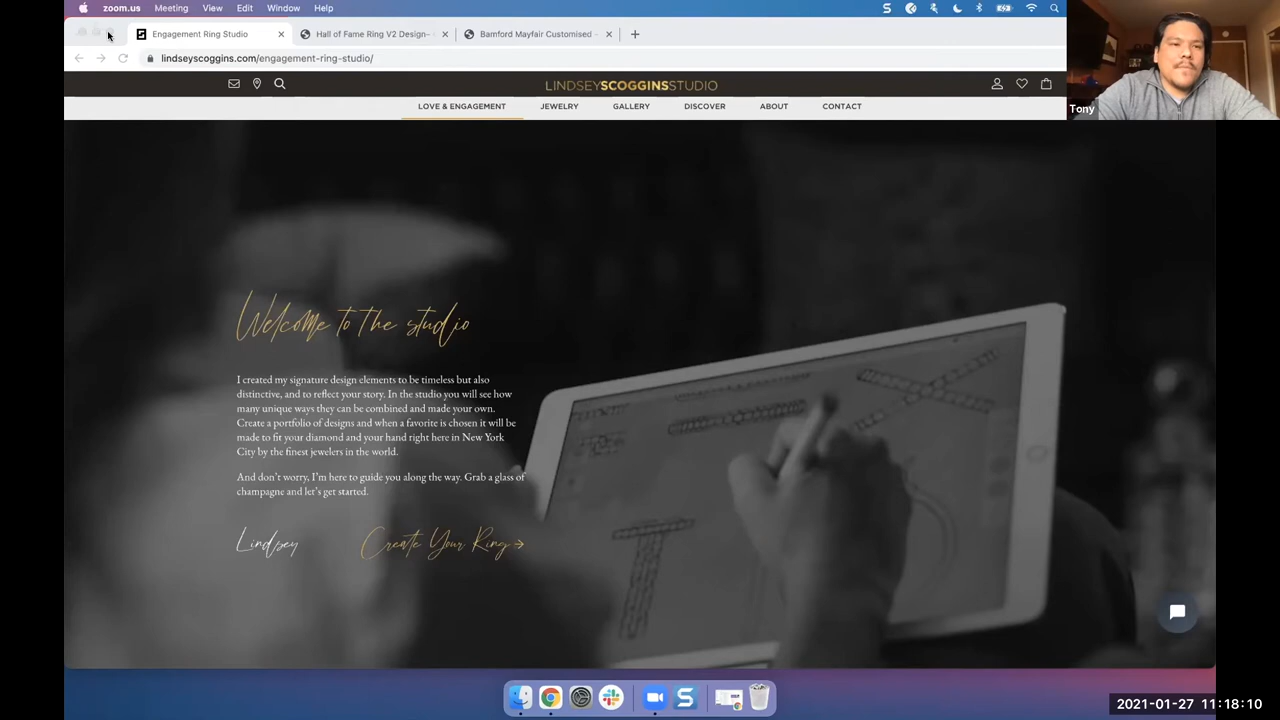 zoom.us Meeting View Edit Window Help
Engagement Ring Studio
Hall of Fame Ring V2 Design-
Bamford Mayfair Customised -
lindseyscoggins.com/engagement-ring-studio/
LINDSEYSCOGGINSSTUDIO
LOVE & ENGAGEMENT JEWELRY GALLERY DISCOVER ABOUT CONTACT
Tony
Welcome to the studio
I created my signature design elements to be timeless but also
distinctive, and to reflect your story. In the studio you will see how
many unique ways they can be combined and made your own.
Create a portfolio of designs and when a favorite is chosen it will be
made to fit your diamond and your hand right here in New York
City by the finest jewelers in the world.
And don't worry, I'm here to guide you along the way. Grab a glass of
champagne and let's get started.
Lindsey
Create Your Ring →
2021-01-27 11:18:10